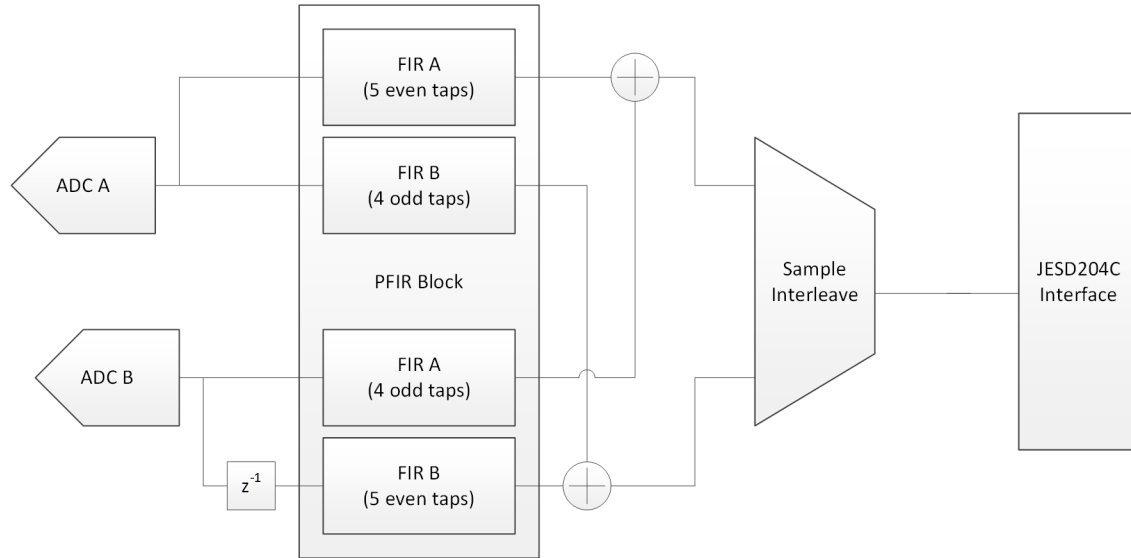 FIR A
(5 even taps)
ADC A
FIR B
(4 odd taps)
PFIR Block
Sample
Interleave
JESD204C
Interface
ADC B
FIR A
(4 odd taps)
z-1
FIR B
(5 even taps)